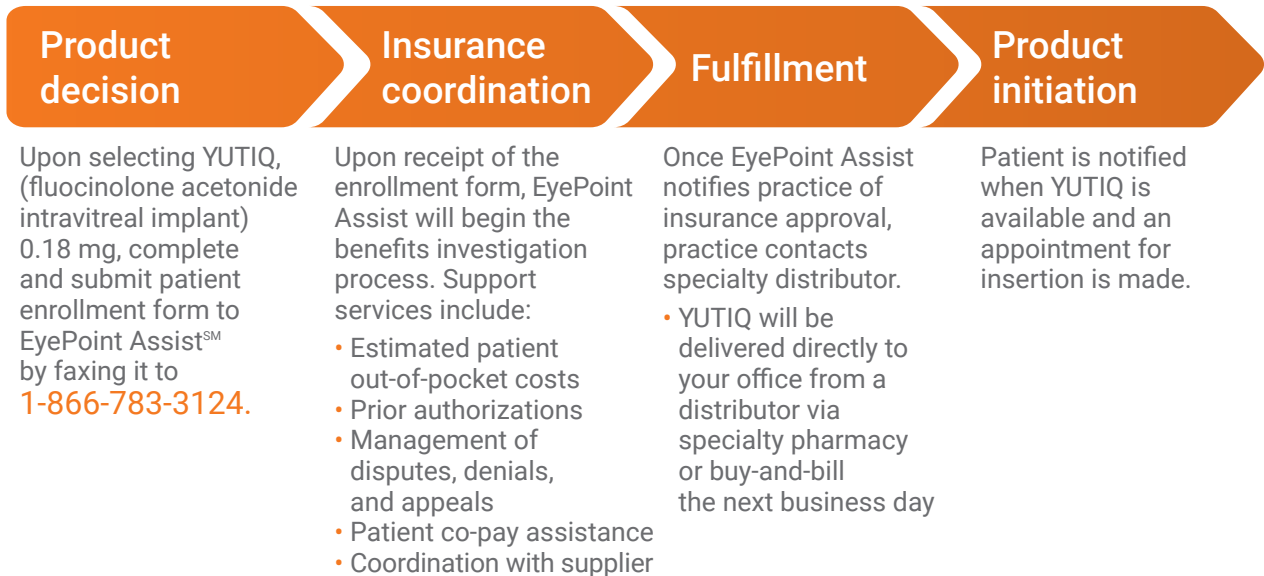 Product
decision
Upon selecting YUTIQ,
(fluocinolone acetonide
intravitreal implant)
0.18 mg, complete
and submit patient
enrollment form to
EyePoint Assist℠
by faxing it to
1-866-783-3124.
Insurance
coordination
Upon receipt of the
enrollment form, EyePoint
Assist will begin the
benefits investigation
process. Support
services include:
• Estimated patient
out-of-pocket costs
• Prior authorizations
• Management of
disputes, denials,
and appeals
• Patient co-pay assistance
• Coordination with supplier
Fulfillment
Once EyePoint Assist
notifies practice of
insurance approval,
practice contacts
specialty distributor.
• YUTIQ will be
delivered directly to
your office from a
distributor via
specialty pharmacy
or buy-and-bill
the next business day
Product
initiation
Patient is notified
when YUTIQ is
available and an
appointment for
insertion is made.